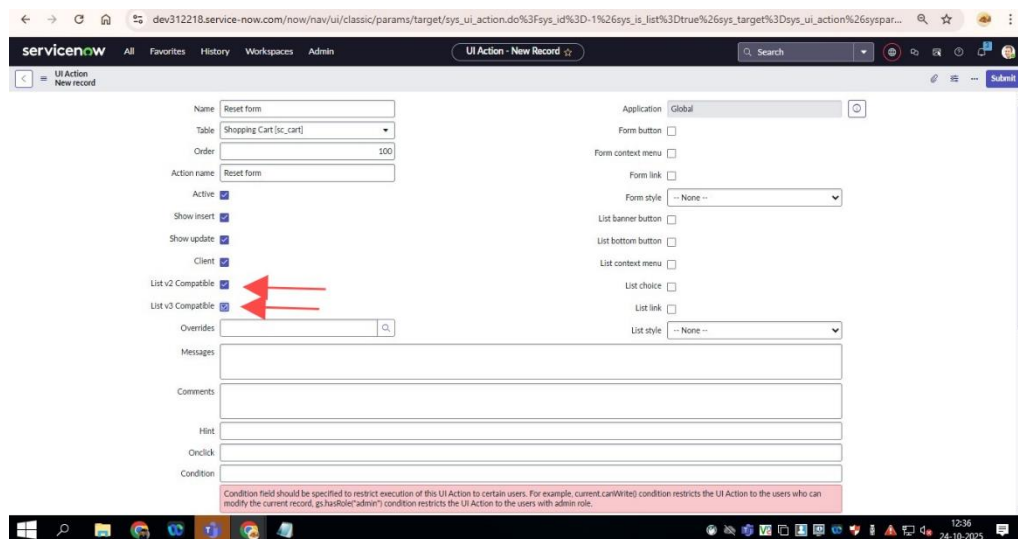 dev312218.service-now.com/now/nav/ui/classic/params/target/sys_ui_action.do%3Fsys_id%3D-1%26sys_is_list%3Dtrue%26sys_target%3Dsys_ui_action%26syspar...
servicenow All Favorites History Workspaces Admin UI Action - New Record Search
UI Action
New record
Submit
Name Reset form
Application Global
Table Shopping Cart [sc_cart]
Form button
Order 100
Form context menu
Action name Reset form
Form link
Active
Form style -- None --
Show insert
List banner button
Show update
List bottom button
Client
List context menu
List v2 Compatible
List choice
List v3 Compatible
List link
Overrides
List style -- None --
Messages
Comments
Hint
Onclick
Condition
Condition field should be specified to restrict execution of this UI Action to certain users. For example, current.canWrite() condition restricts the UI Action to the users who can
modify the current record, gs.hasRole("admin") condition restricts the UI Action to the users with admin role.
12:36
24-10-2025